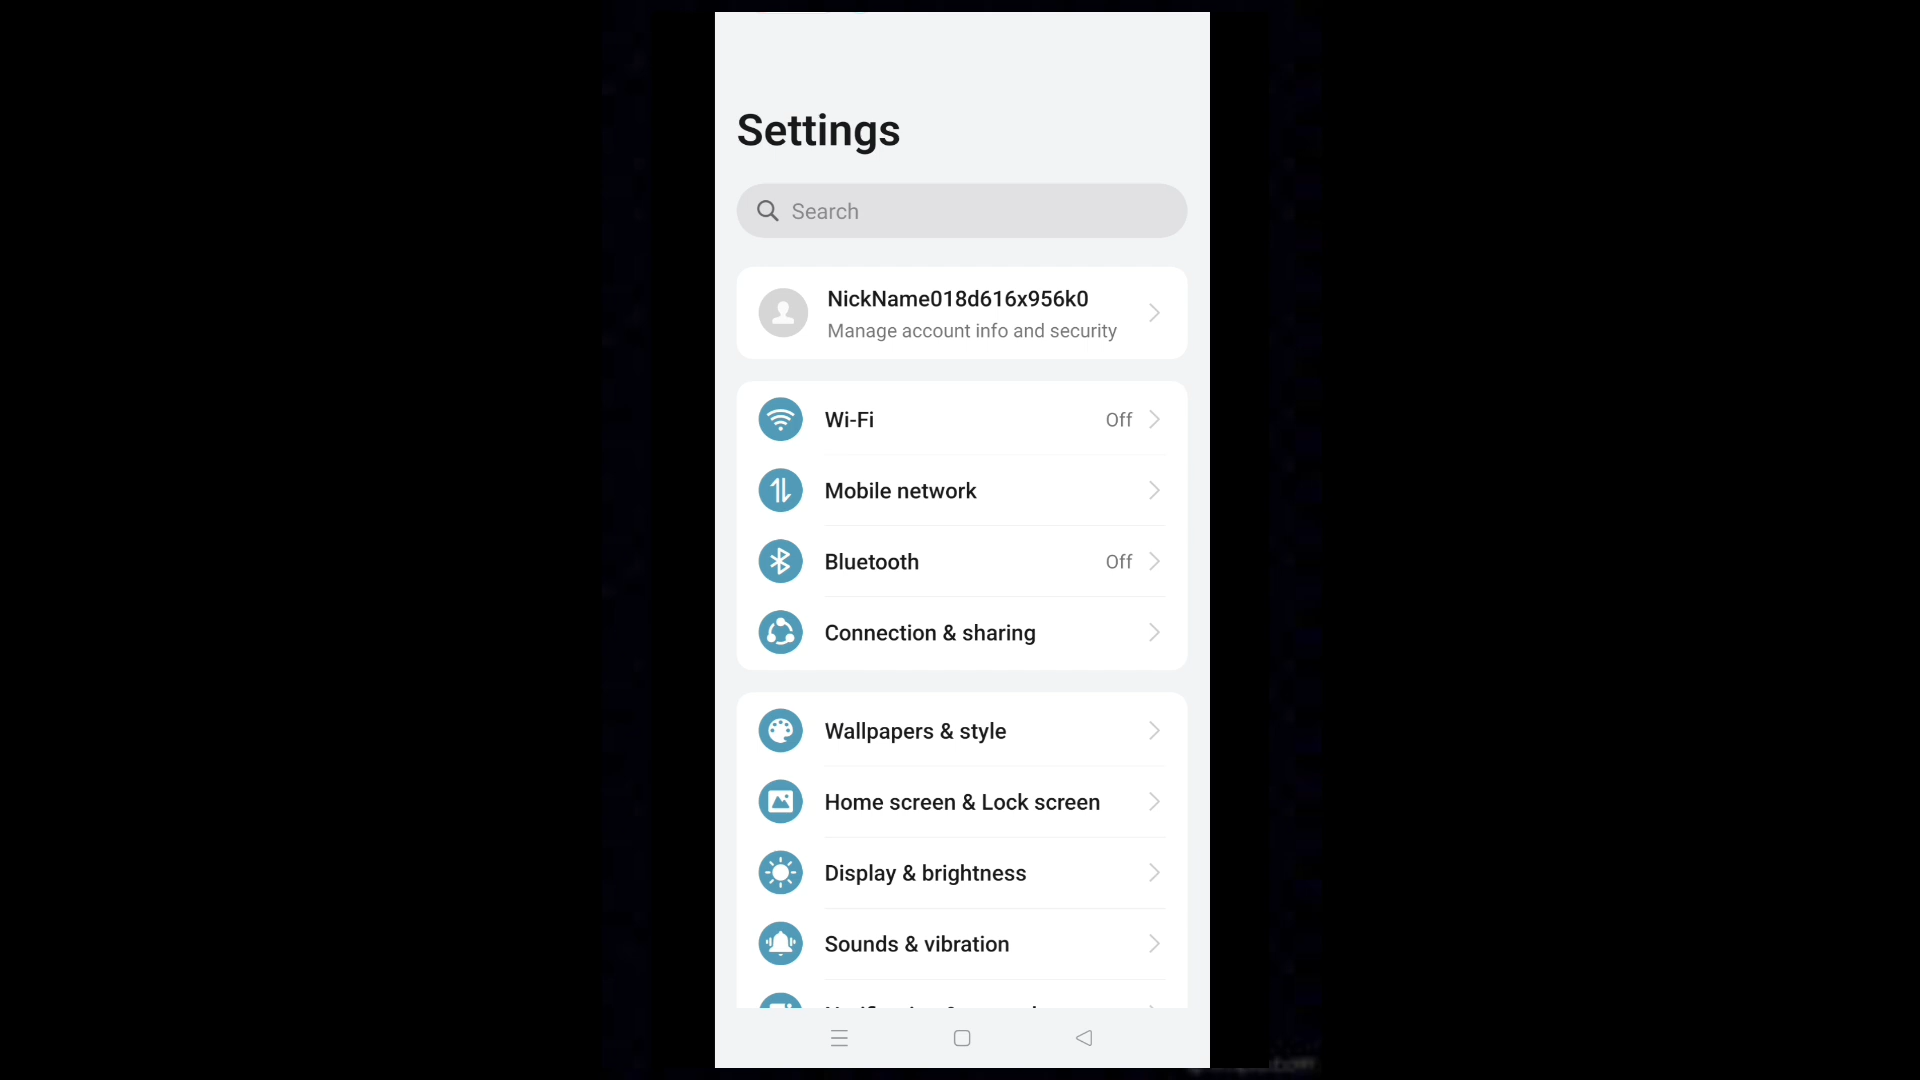 Settings
Search
NickName018d616x956k0
Manage account info and security
Wi-Fi Off
Mobile network
Bluetooth Off
Connection & sharing
Wallpapers & style
Home screen & Lock screen
Display & brightness
Sounds & vibration